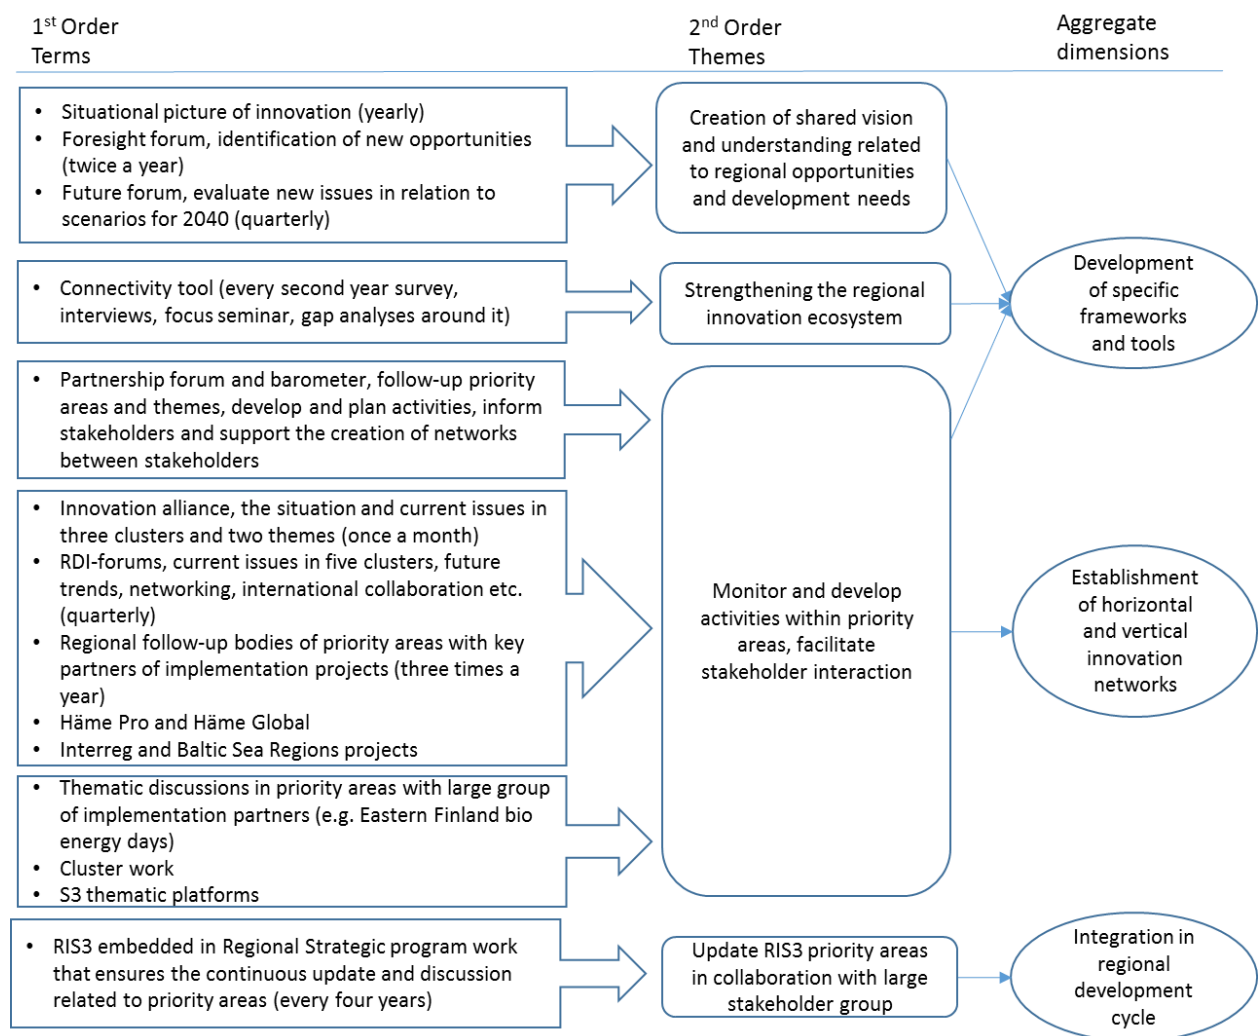 1st Order
Terms
2nd Order
Themes
Aggregate
dimensions
• Situational picture of innovation (yearly)
• Foresight forum, identification of new opportunities
(twice a year)
• Future forum, evaluate new issues in relation to
scenarios for 2040 (quarterly)
Creation of shared vision
and understanding related
to regional opportunities
and development needs
• Connectivity tool (every second year survey,
interviews, focus seminar, gap analyses around it)
Strengthening the regional
innovation ecosystem
Development
of specific
frameworks
and tools
• Partnership forum and barometer, follow-up priority
areas and themes, develop and plan activities, inform
stakeholders and support the creation of networks
between stakeholders
• Innovation alliance, the situation and current issues in
three clusters and two themes (once a month)
• RDI-forums, current issues in five clusters, future
trends, networking, international collaboration etc.
(quarterly)
• Regional follow-up bodies of priority areas with key
partners of implementation projects (three times a
year)
• Häme Pro and Häme Global
• Interreg and Baltic Sea Regions projects
• Thematic discussions in priority areas with large group
of implementation partners (e.g. Eastern Finland bio
energy days)
• Cluster work
• S3 thematic platforms
Monitor and develop
activities within priority
areas, facilitate
stakeholder interaction
Establishment
of horizontal
and vertical
innovation
networks
• RIS3 embedded in Regional Strategic program work
that ensures the continuous update and discussion
related to priority areas (every four years)
Update RIS3 priority areas
in collaboration with large
stakeholder group
Integration in
regional
development
cycle